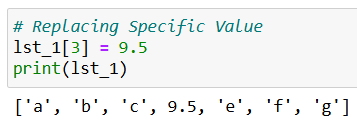 # Replacing Specific Value
lst_1[3] = 9.5
print(lst_1)
['a', 'b', 'c', 9.5, 'e', 'f', 'g']